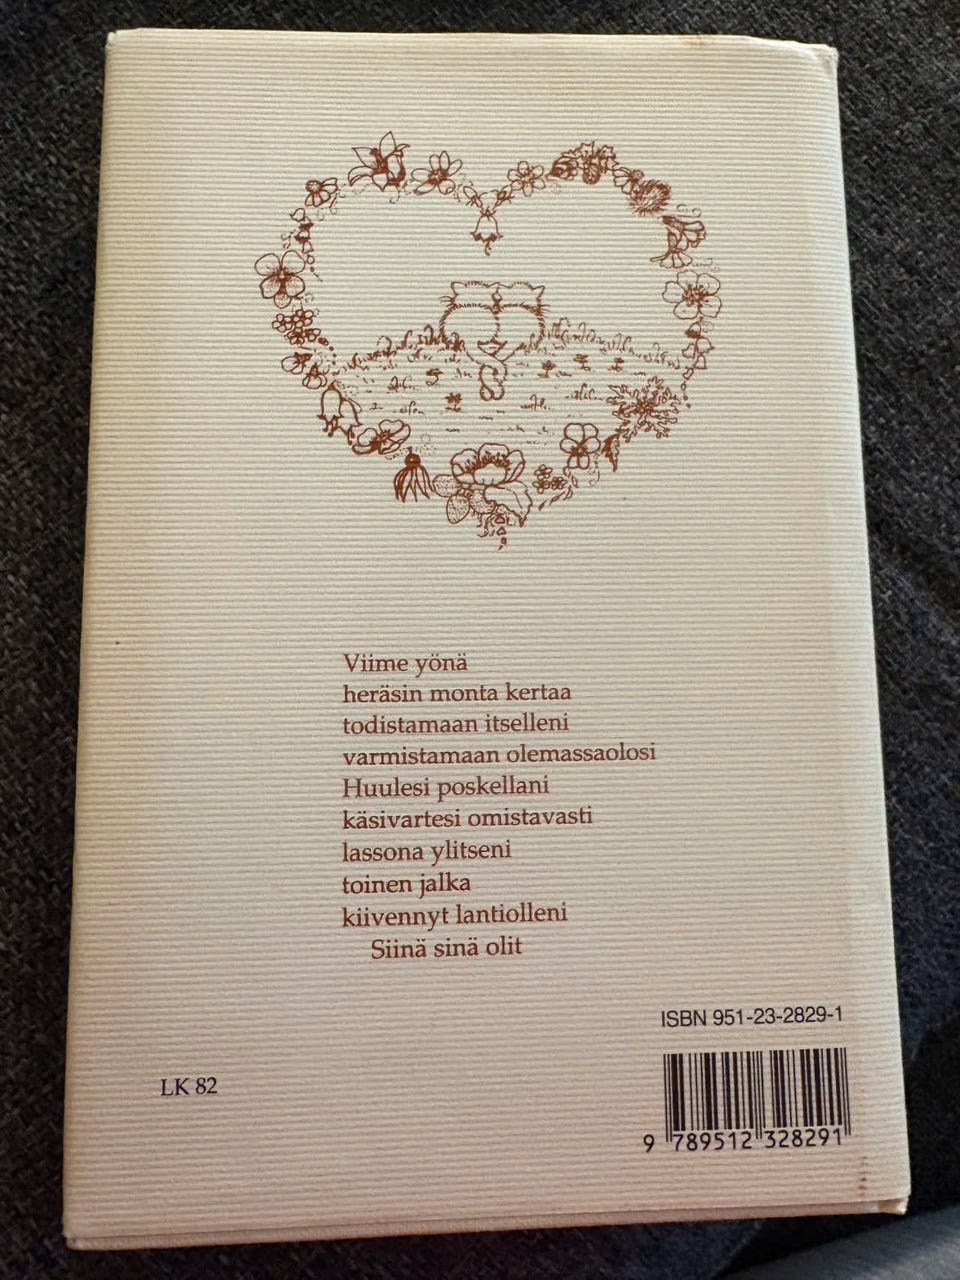 Viime yönä
heräsin monta kertaa
todistamaan itselleni
varmistamaan olemassaolosi
Huulesi poskellani
käsivartesi omistavasti
lassona ylitseni
toinen jalka
kiivennyt lantiolleni
Siinä sinä olit
ISBN 951-23-2829-1
LK 82
9 789512 328291